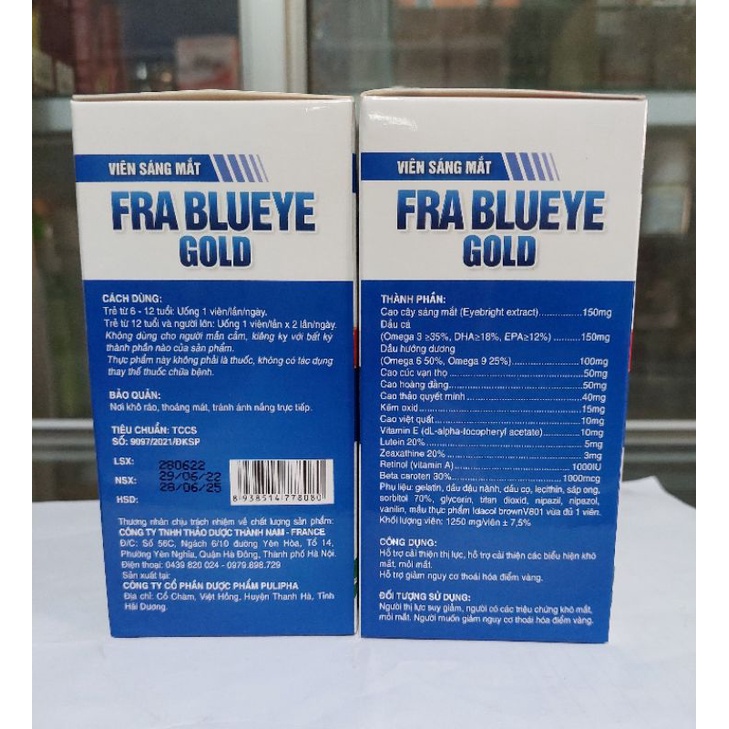 VIÊN SÁNG MẮT
FRA BLUEYE
GOLD
CÁCH DÙNG:
Trẻ từ 6 - 12 tuổi: Uống 1 viên/lần/ngày.
Trẻ từ 12 tuổi và người lớn: Uống 1 viên/lần x 2 lần/ngày.
Không dùng cho người mẫn cảm, kiêng kỵ với bất kỳ
thành phần nào của sản phẩm.
Thực phẩm này không phải là thuốc, không có tác dụng
thay thế thuốc chữa bệnh.
BẢO QUẢN:
Nơi khô ráo, thoáng mát, tránh ánh nắng trực tiếp.
TIÊU CHUẨN: TCCS
SỐ: 9097/2021/ĐKSP
LSX: 280622
NSX: 29/06/22
HSD: 28/06/25
8 938514 778080
Thương nhân chịu trách nhiệm về chất lượng sản phẩm:
CÔNG TY TNHH THẢO DƯỢC THÀNH NAM - FRANCE
Đ/C: Số 56C, Ngách 6/10 đường Yên Hòa, Tổ 14,
Phường Yên Nghĩa, Quận Hà Đông, Thành phố Hà Nội.
Điện thoại: 0439 820 024 - 0979.898.729
Sản xuất tại:
CÔNG TY CỔ PHẦN DƯỢC PHẨM PULIPHA
Địa chỉ: Cổ Chàm, Việt Hồng, Huyện Thanh Hà, Tỉnh
Hải Dương.
VIÊN SÁNG MẮT
FRA BLUEYE
GOLD
THÀNH PHẦN:
Cao cây sáng mắt (Eyebright extract)..............150mg
Dầu cá
(Omega 3 ≥35%, DHA≥18%, EPA≥12%)..............150mg
Dầu hướng dương
(Omega 6 50%, Omega 9 25%)..............100mg
Cao cúc vạn thọ..............50mg
Cao hoàng đằng..............50mg
Cao thảo quyết minh..............40mg
Kẽm oxid..............15mg
Cao việt quất..............10mg
Vitamin E (dL-alpha-tocopheryl acetate)..............10mg
Lutein 20%..............5mg
Zeaxathine 20%..............3mg
Retinol (vitamin A)..............1000IU
Beta caroten 30%..............1000mcg
Phụ liệu: gelatin, dầu đậu nành, dầu cọ, lecithin, sáp ong,
sorbitol 70%, glycerin, titan dioxid, nipazil, nipazol,
vanilin, mầu thực phẩm Idacol brownV801 vừa đủ 1 viên.
Khối lượng viên: 1250 mg/viên ± 7,5%
CÔNG DỤNG:
Hỗ trợ cải thiện thị lực, hỗ trợ cải thiện các biểu hiện khô
mắt, mỏi mắt.
Hỗ trợ giảm nguy cơ thoái hóa điểm vàng.
ĐỐI TƯỢNG SỬ DỤNG:
Người thị lực suy giảm, người có các triệu chứng khô mắt,
mỏi mắt. Người muốn giảm nguy cơ thoái hóa điểm vàng.